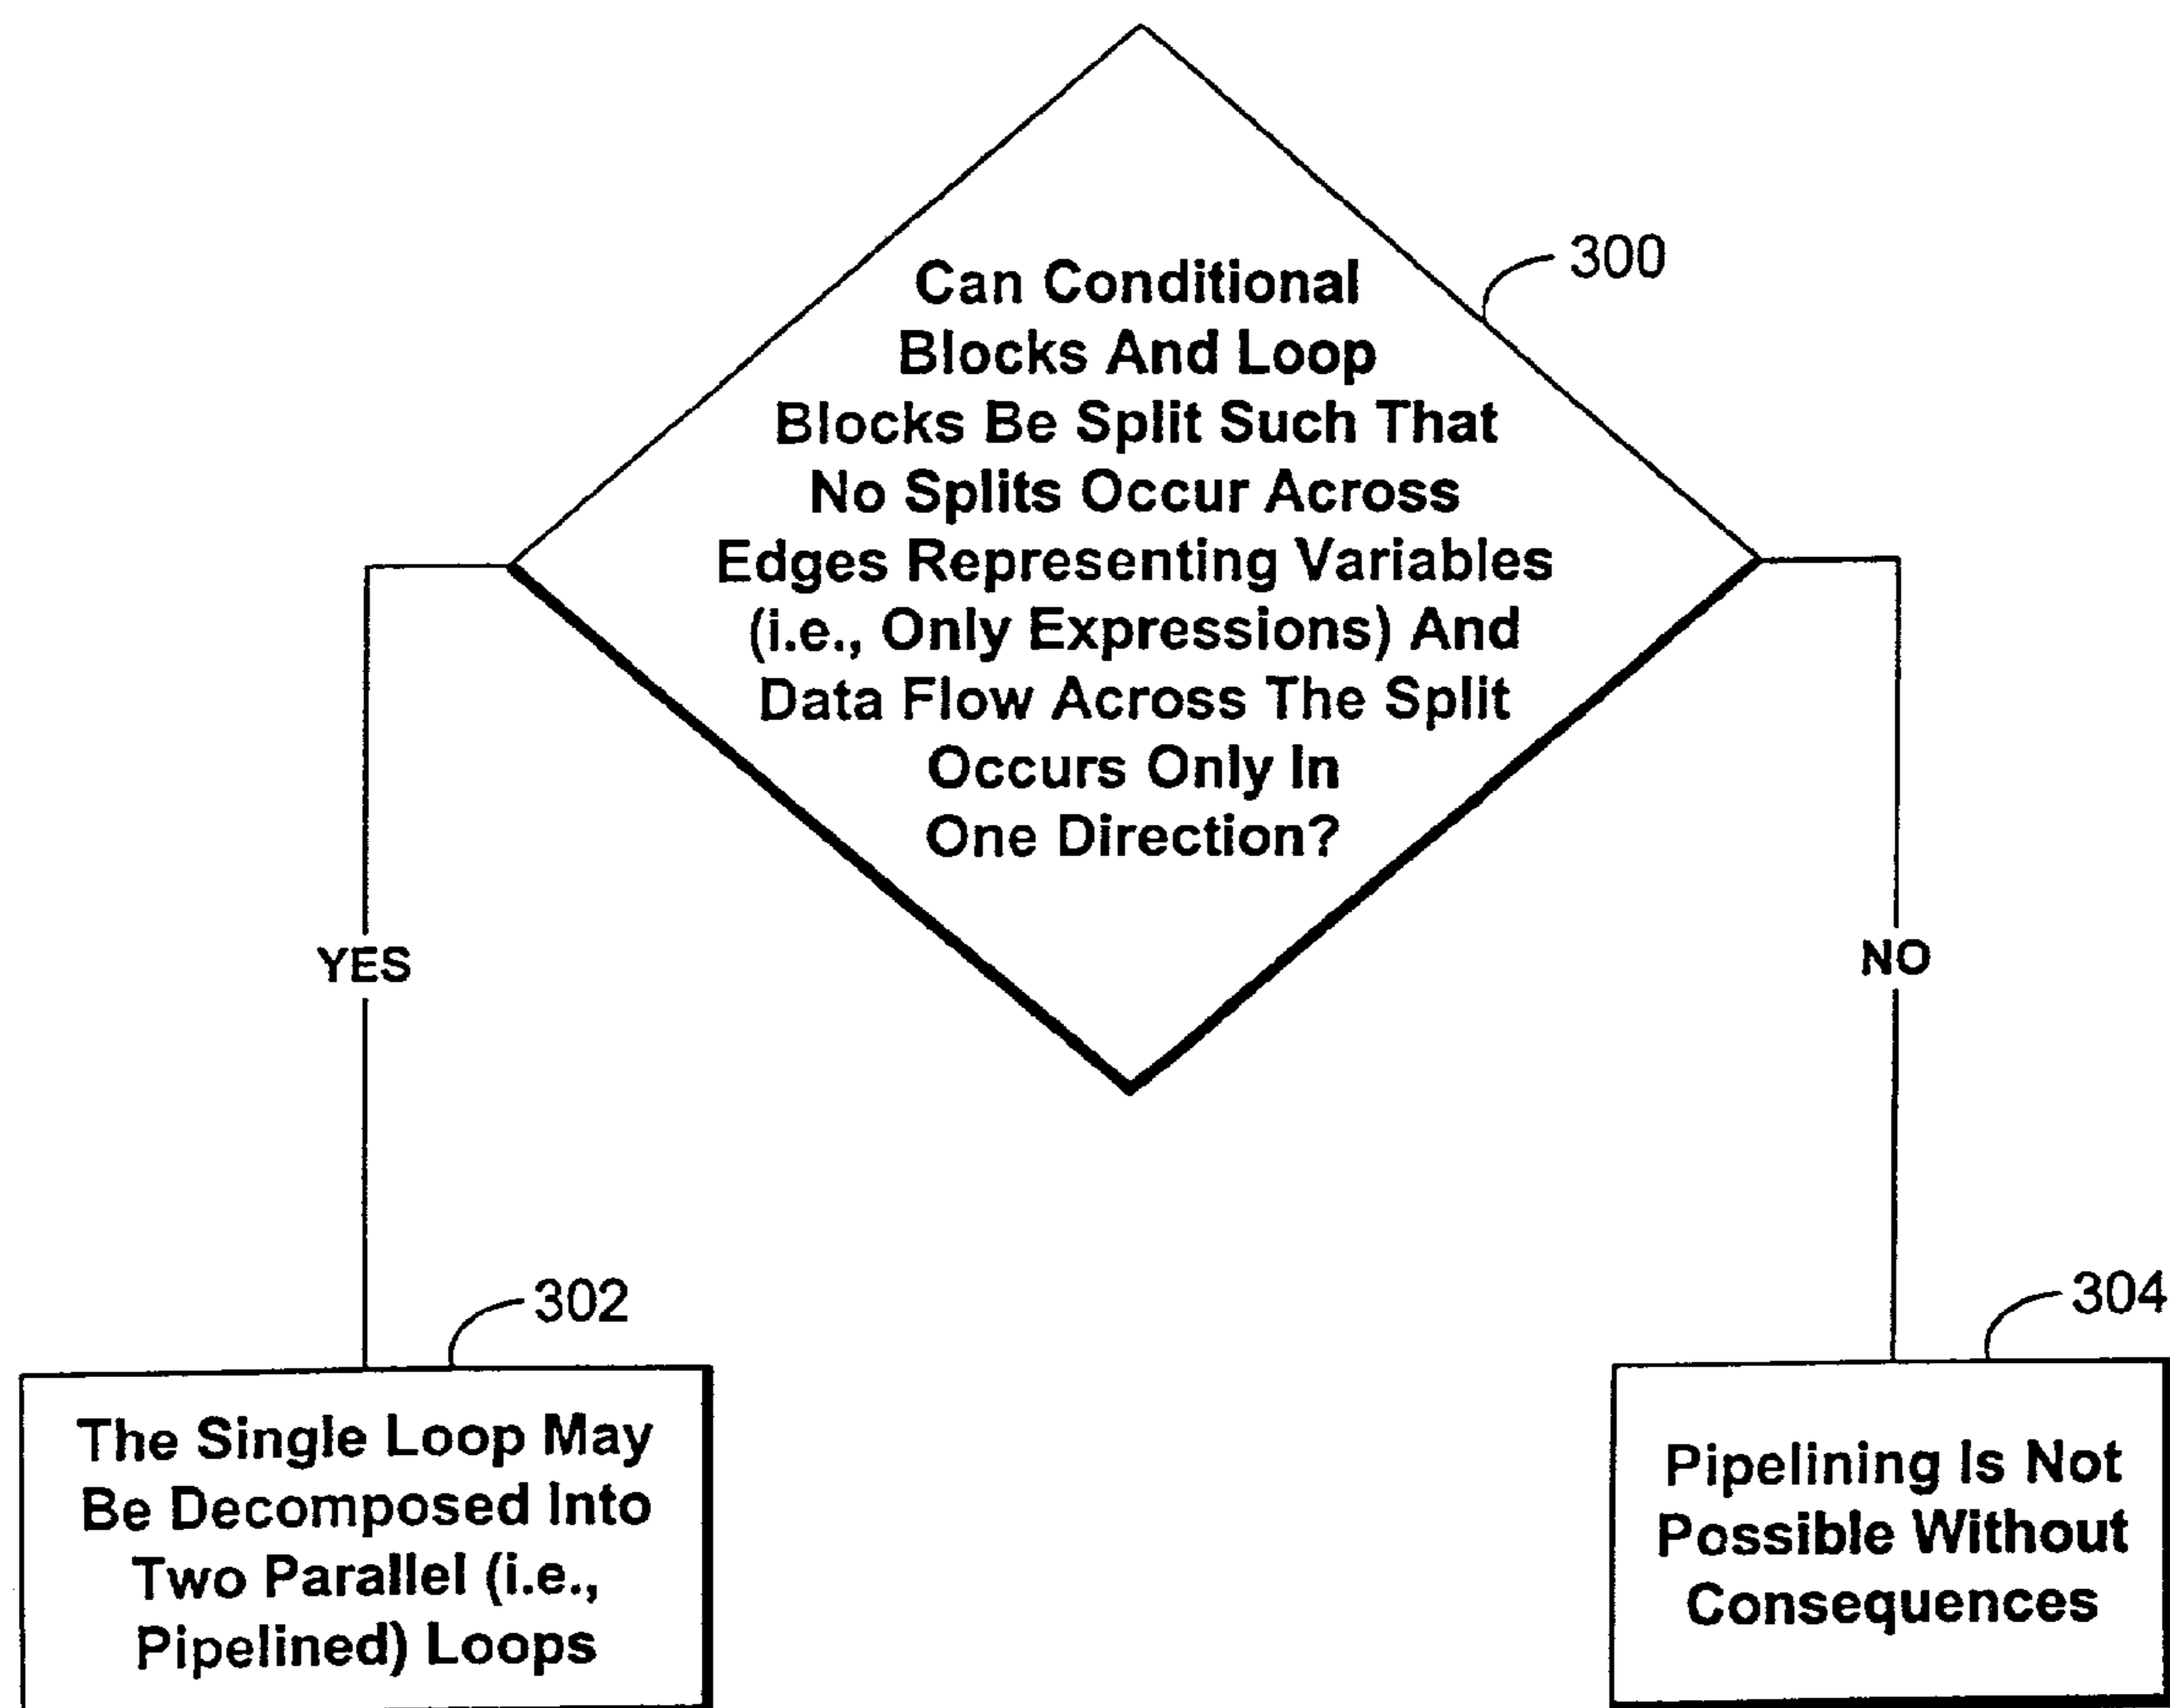 Can Conditional
Blocks And Loop
Blocks Be Split Such That
No Splits Occur Across
Edges Representing Variables
(i.e., Only Expressions) And
Data Flow Across The Split
Occurs Only In
One Direction?
300
YES
NO
302
The Single Loop May
Be Decomposed Into
Two Parallel (i.e.,
Pipelined) Loops
304
Pipelining Is Not
Possible Without
Consequences